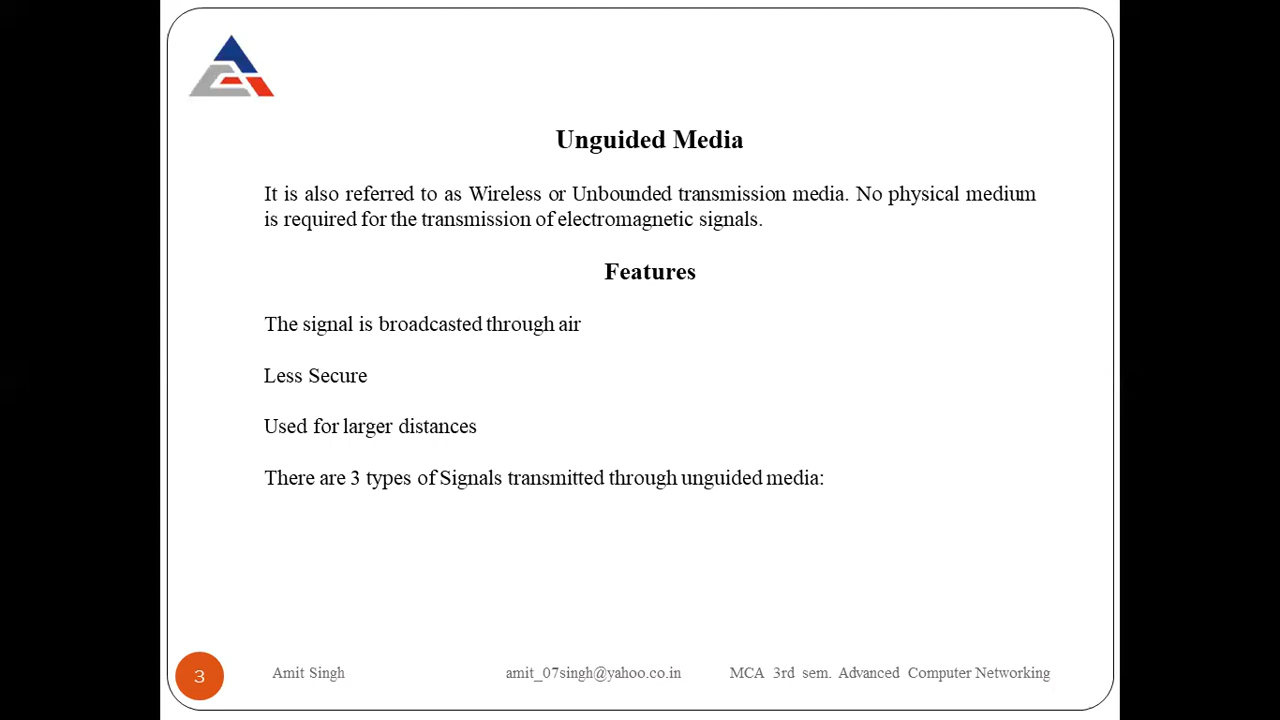 Unguided Media
It is also referred to as Wireless or Unbounded transmission media. No physical medium
is required for the transmission of electromagnetic signals.
Features
The signal is broadcasted through air
Less Secure
Used for larger distances
There are 3 types of Signals transmitted through unguided media:
3 Amit Singh amit_07singh@yahoo.co.in MCA 3rd sem. Advanced Computer Networking